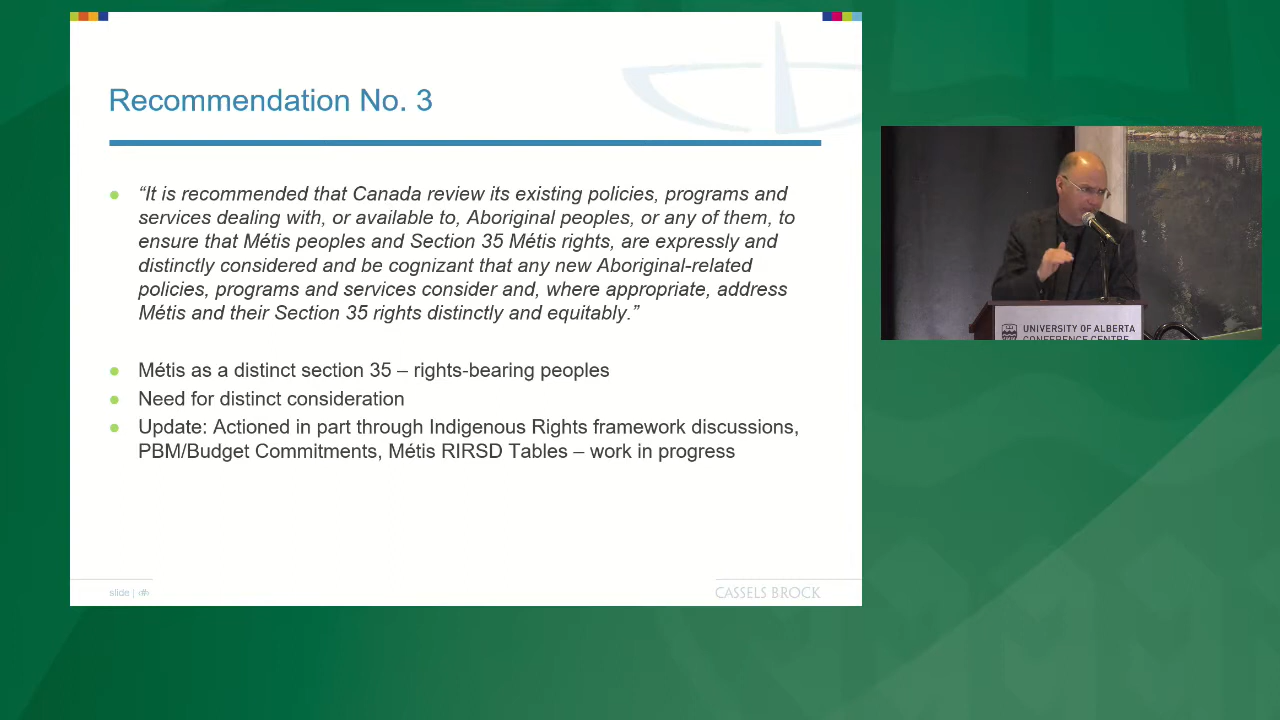 Recommendation No. 3
“It is recommended that Canada review its existing policies, programs and
services dealing with, or available to, Aboriginal peoples, or any of them, to
ensure that Métis peoples and Section 35 Métis rights, are expressly and
distinctly considered and be cognizant that any new Aboriginal-related
policies, programs and services consider and, where appropriate, address
Métis and their Section 35 rights distinctly and equitably.”
Métis as a distinct section 35 – rights-bearing peoples
Need for distinct consideration
Update: Actioned in part through Indigenous Rights framework discussions,
PBM/Budget Commitments, Métis RIRSD Tables – work in progress
slide | ‹#›
CASSELS BROCK
UNIVERSITY OF ALBERTA
CONFERENCE CENTRE